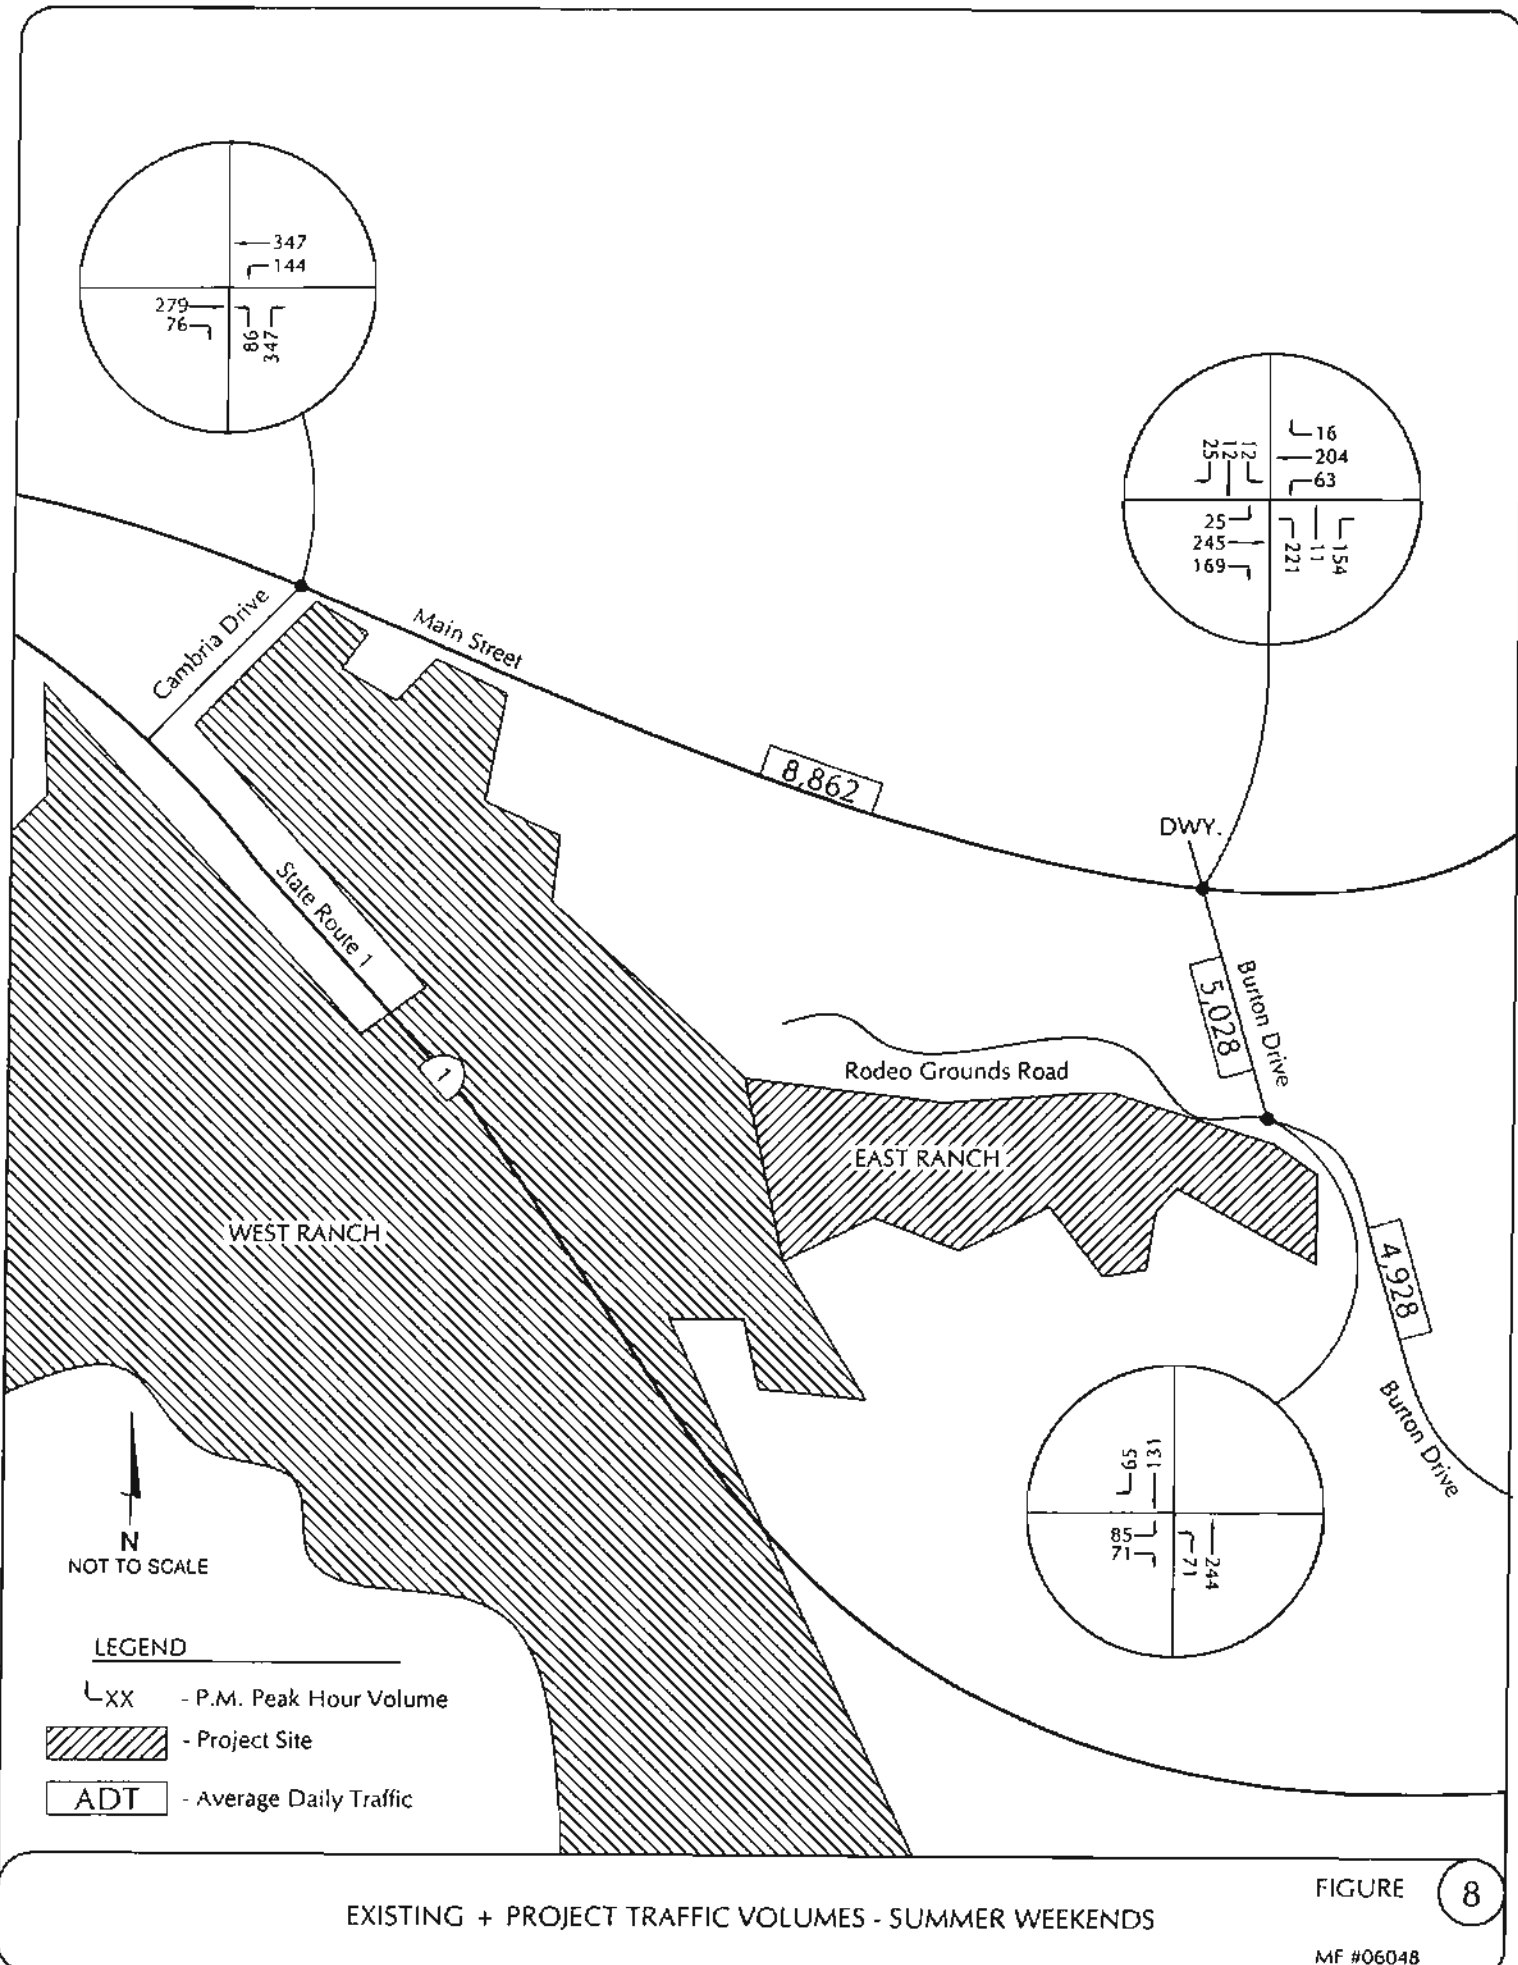 347
144
279
76
86
347
16
204
63
25
12
12
25
245
169
221
11
154
Cambria Drive
Main Street
8,862
DWY.
State Route 1
1
5,028
Burton Drive
Rodeo Grounds Road
EAST RANCH
WEST RANCH
4,928
Burton Drive
65
131
85
71
71
244
N
NOT TO SCALE
LEGEND
XX - P.M. Peak Hour Volume
- Project Site
ADT - Average Daily Traffic
FIGURE 8
EXISTING + PROJECT TRAFFIC VOLUMES - SUMMER WEEKENDS
MF #06048